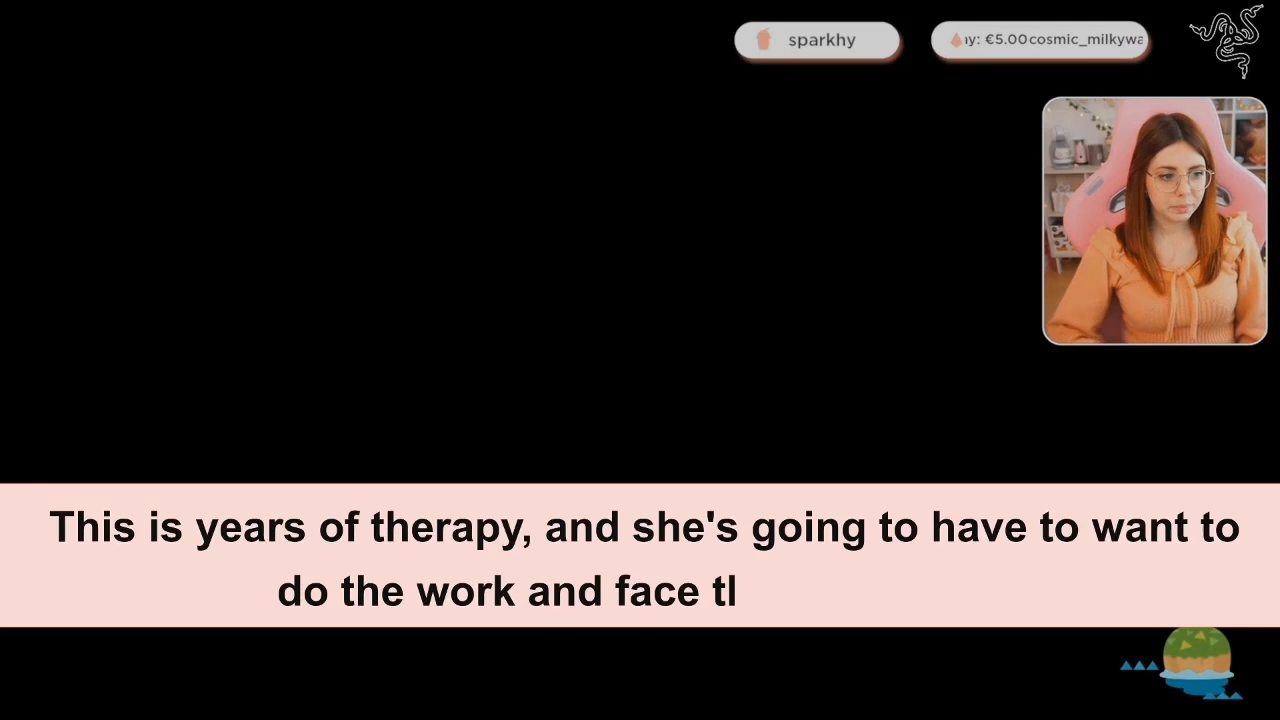 sparkhy
ay: €5.00cosmic_milkywa
This is years of therapy, and she's going to have to want to
do the work and face